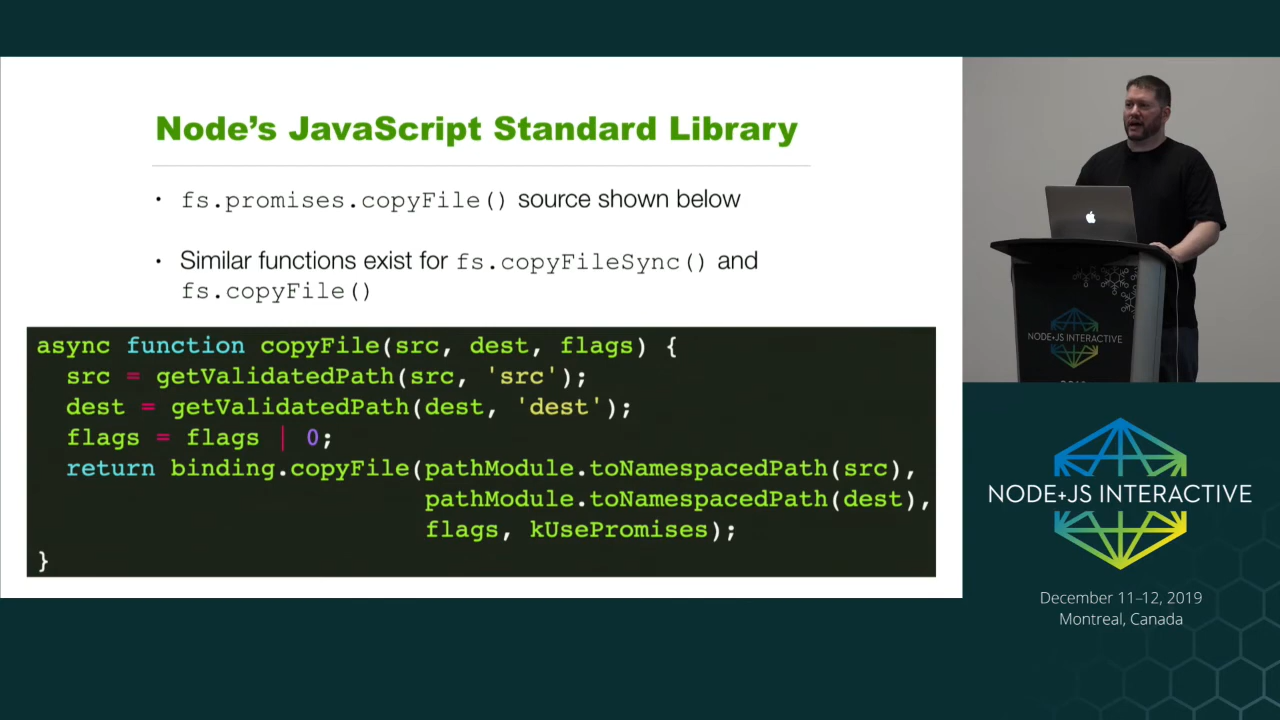 Node's JavaScript Standard Library
• fs.promises.copyFile() source shown below
• Similar functions exist for fs.copyFileSync() and
fs.copyFile()
async function copyFile(src, dest, flags) {
  src = getValidatedPath(src, 'src');
  dest = getValidatedPath(dest, 'dest');
  flags = flags | 0;
  return binding.copyFile(pathModule.toNamespacedPath(src),
                          pathModule.toNamespacedPath(dest),
                          flags, kUsePromises);
}
NODE+JS INTERACTIVE
NODE+JS INTERACTIVE
December 11–12, 2019
Montreal, Canada